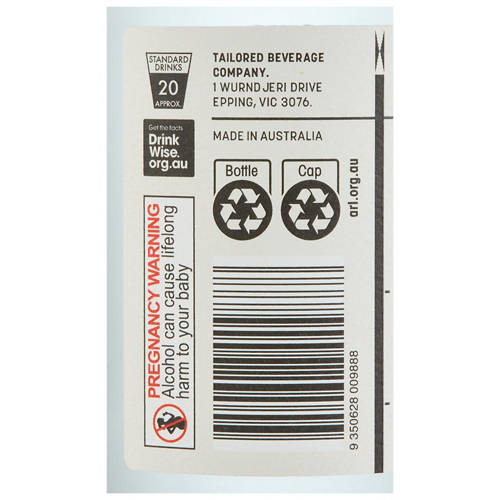 STANDARD
DRINKS
20
APPROX.
TAILORED BEVERAGE
COMPANY.
1 WURNDJERI DRIVE
EPPING, VIC 3076.
MADE IN AUSTRALIA
Get the facts
Drink
Wise.
org.au
Bottle
Cap
arl.org.au
PREGNANCY WARNING
Alcohol can cause lifelong
harm to your baby
9 350628 009888